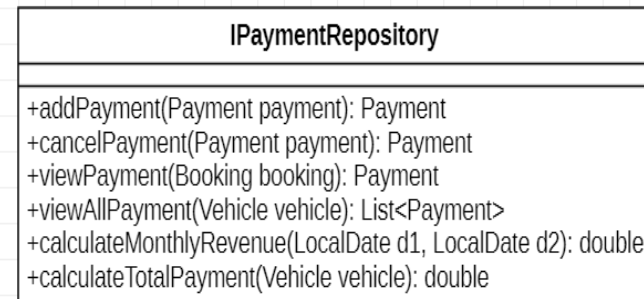 IPaymentRepository
+addPayment(Payment payment): Payment
+cancelPayment(Payment payment): Payment
+viewPayment(Booking booking): Payment
+viewAllPayment(Vehicle vehicle): List<Payment>
+calculateMonthlyRevenue(LocalDate d1, LocalDate d2): double
+calculateTotalPayment(Vehicle vehicle): double